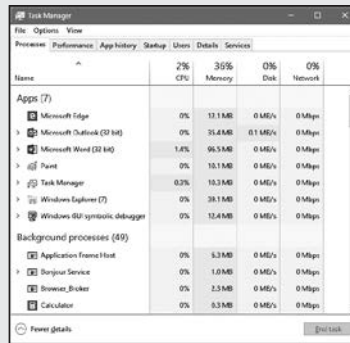 Task Manager
File Options View
Processes Performance App history Startup Users Details Services
2% 36% 0% 0%
Name CPU Memory Disk Network
Apps (7)
Microsoft Edge 0% 13.1 MB 0 MB/s 0 Mbps
Microsoft Outlook (32 bit) 0% 35.4 MB 0.1 MB/s 0 Mbps
Microsoft Word (32 bit) 1.4% 96.5 MB 0 MB/s 0 Mbps
Paint 0% 10.1 MB 0 MB/s 0 Mbps
Task Manager 0.3% 10.3 MB 0 MB/s 0 Mbps
Windows Explorer (7) 0% 39.1 MB 0 MB/s 0 Mbps
Windows GUI symbolic debugger 0% 12.4 MB 0 MB/s 0 Mbps
Background processes (49)
Application Frame Host 0% 5.3 MB 0 MB/s 0 Mbps
Bonjour Service 0% 1.0 MB 0 MB/s 0 Mbps
Browser_Broker 0% 2.5 MB 0 MB/s 0 Mbps
Calculator 0% 0.3 MB 0 MB/s 0 Mbps
Fewer details End task